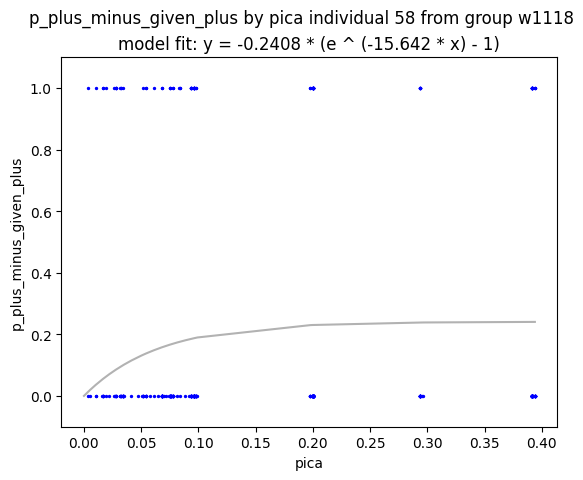 p_plus_minus_given_plus by pica individual 58 from group w1118
model fit: y = -0.2408 * (e ^ (-15.642 * x) - 1)
p_plus_minus_given_plus
1.0
0.8
0.6
0.4
0.2
0.0
0.00 0.05 0.10 0.15 0.20 0.25 0.30 0.35 0.40
pica